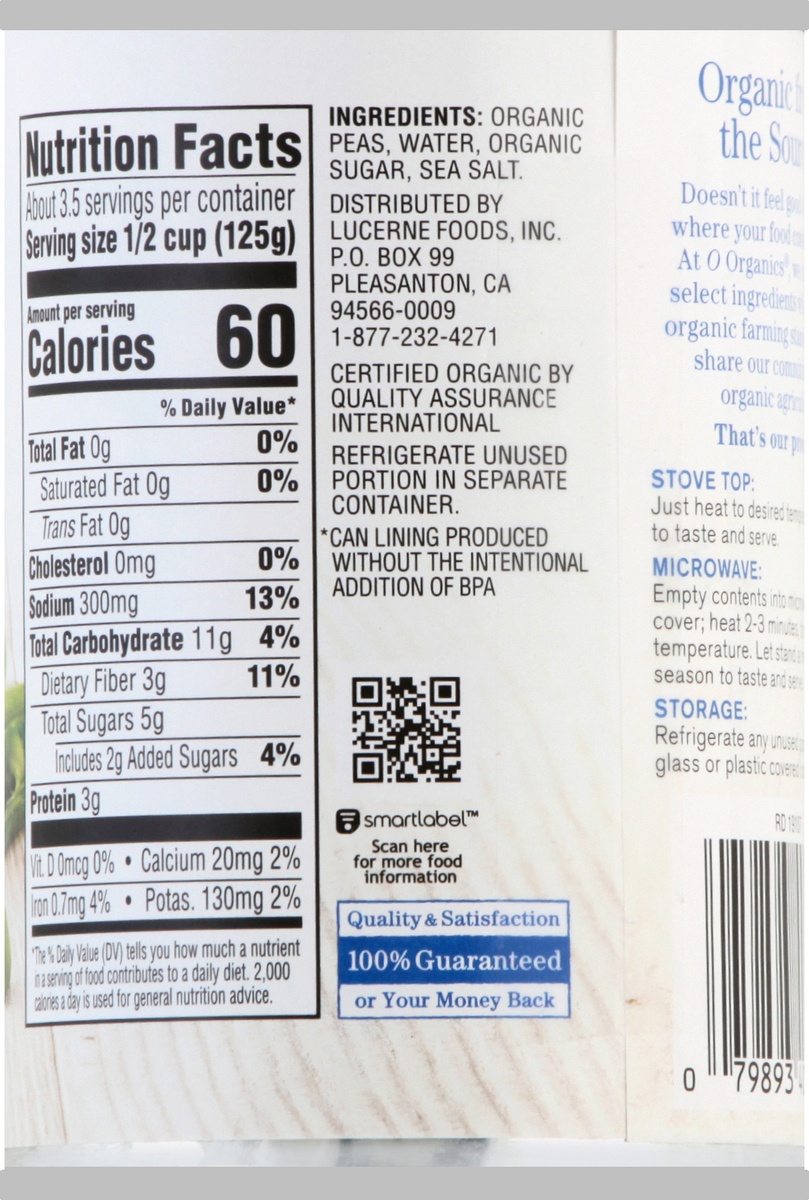 Nutrition Facts
About 3.5 servings per container
Serving size 1/2 cup (125g)
Amount per serving
Calories 60
% Daily Value*
Total Fat 0g 0%
Saturated Fat 0g 0%
Trans Fat 0g
Cholesterol 0mg 0%
Sodium 300mg 13%
Total Carbohydrate 11g 4%
Dietary Fiber 3g 11%
Total Sugars 5g
Includes 2g Added Sugars 4%
Protein 3g
Vit. D 0mcg 0% • Calcium 20mg 2%
Iron 0.7mg 4% • Potas. 130mg 2%
*The % Daily Value (DV) tells you how much a nutrient
in a serving of food contributes to a daily diet. 2,000
calories a day is used for general nutrition advice.
INGREDIENTS: ORGANIC
PEAS, WATER, ORGANIC
SUGAR, SEA SALT.
DISTRIBUTED BY
LUCERNE FOODS, INC.
P.O. BOX 99
PLEASANTON, CA
94566-0009
1-877-232-4271
CERTIFIED ORGANIC BY
QUALITY ASSURANCE
INTERNATIONAL
REFRIGERATE UNUSED
PORTION IN SEPARATE
CONTAINER.
*CAN LINING PRODUCED
WITHOUT THE INTENTIONAL
ADDITION OF BPA
smartlabel™
Scan here
for more food
information
Quality & Satisfaction
100% Guaranteed
or Your Money Back
Organic
the
Doesn't it feel
where your food
At O Organics®,
select ingredients
organic farming
share our
organic
That's our
STOVE TOP:
Just heat to desired
to taste and serve.
MICROWAVE:
Empty contents into
cover; heat 2-3 minutes
temperature. Let stand
season to taste and
STORAGE:
Refrigerate any
glass or plastic
RD
0 79893